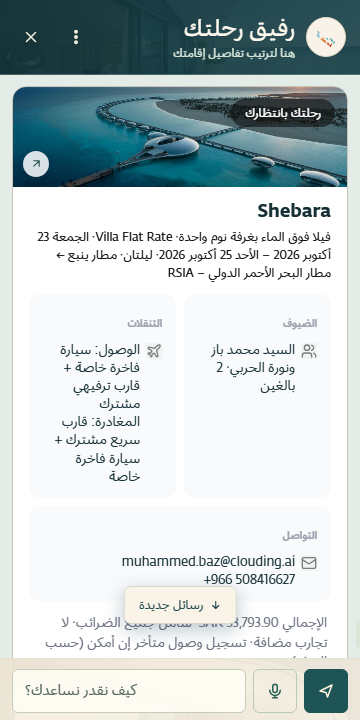 رفيق رحلتك
هنا لترتيب تفاصيل إقامتك
رحلتك بانتظارك
Shebara
فيلا فوق الماء بغرفة نوم واحدة· Villa Flat Rate· الجمعة 23
أكتوبر 2026 – الأحد 25 أكتوبر 2026· ليلتان· مطار ينبع ←
مطار البحر الأحمر الدولي – RSIA
الضيوف
السيد محمد باز
ونورة الحربي· 2
بالغين
التنقلات
الوصول: سيارة
فاخرة خاصة +
قارب ترفيهي
مشترك
المغادرة: قارب
سريع مشترك +
سيارة فاخرة
خاصة
التواصل
muhammed.baz@clouding.ai
+966 508416627
رسائل جديدة
الإجمالي SAR 53,793.90· شامل جميع الضرائب· لا
تجارب مضافة· تسجيل وصول متأخر إن أمكن (حسب
كيف نقدر نساعدك؟